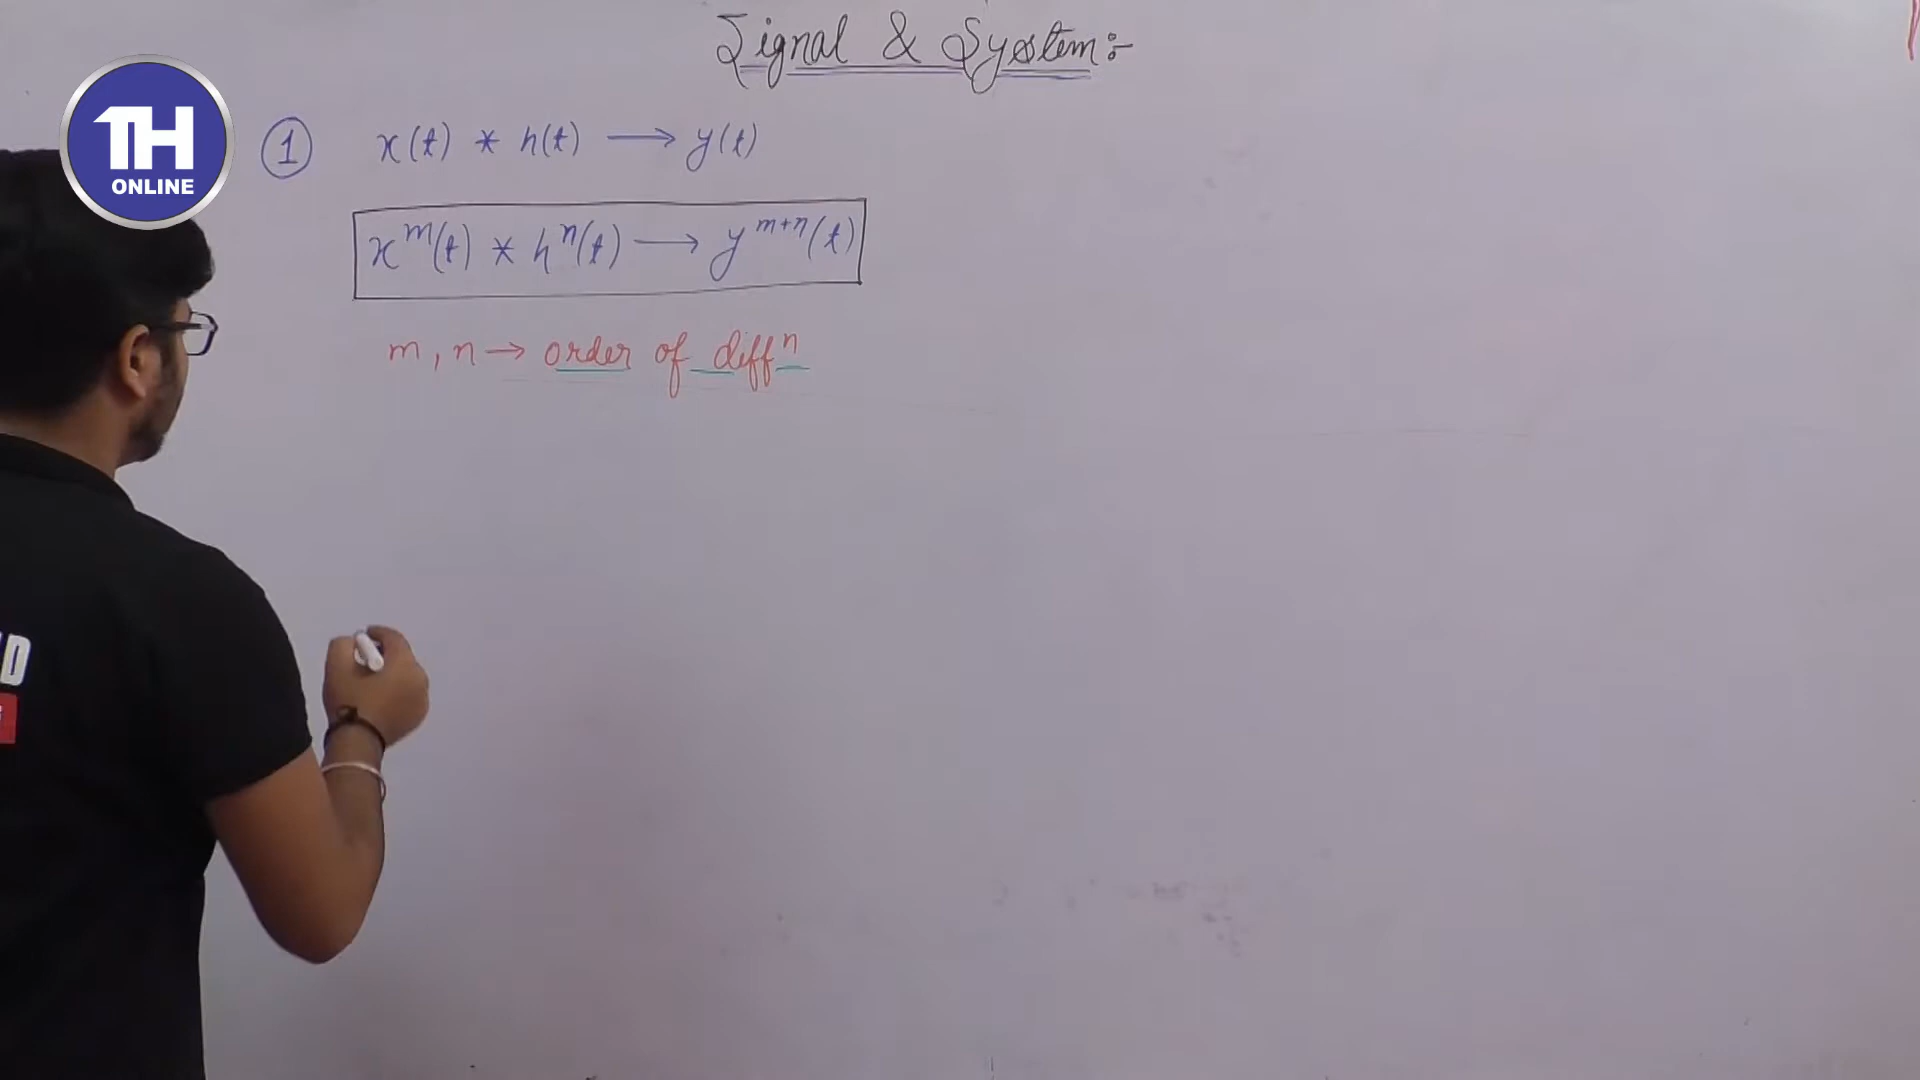 Signal & System:-
TH
ONLINE
① x(t) * h(t) ⟶ y(t)
x^m(t) * h^n(t) ⟶ y^{m+n}(t)
m, n → order of diff^n
D